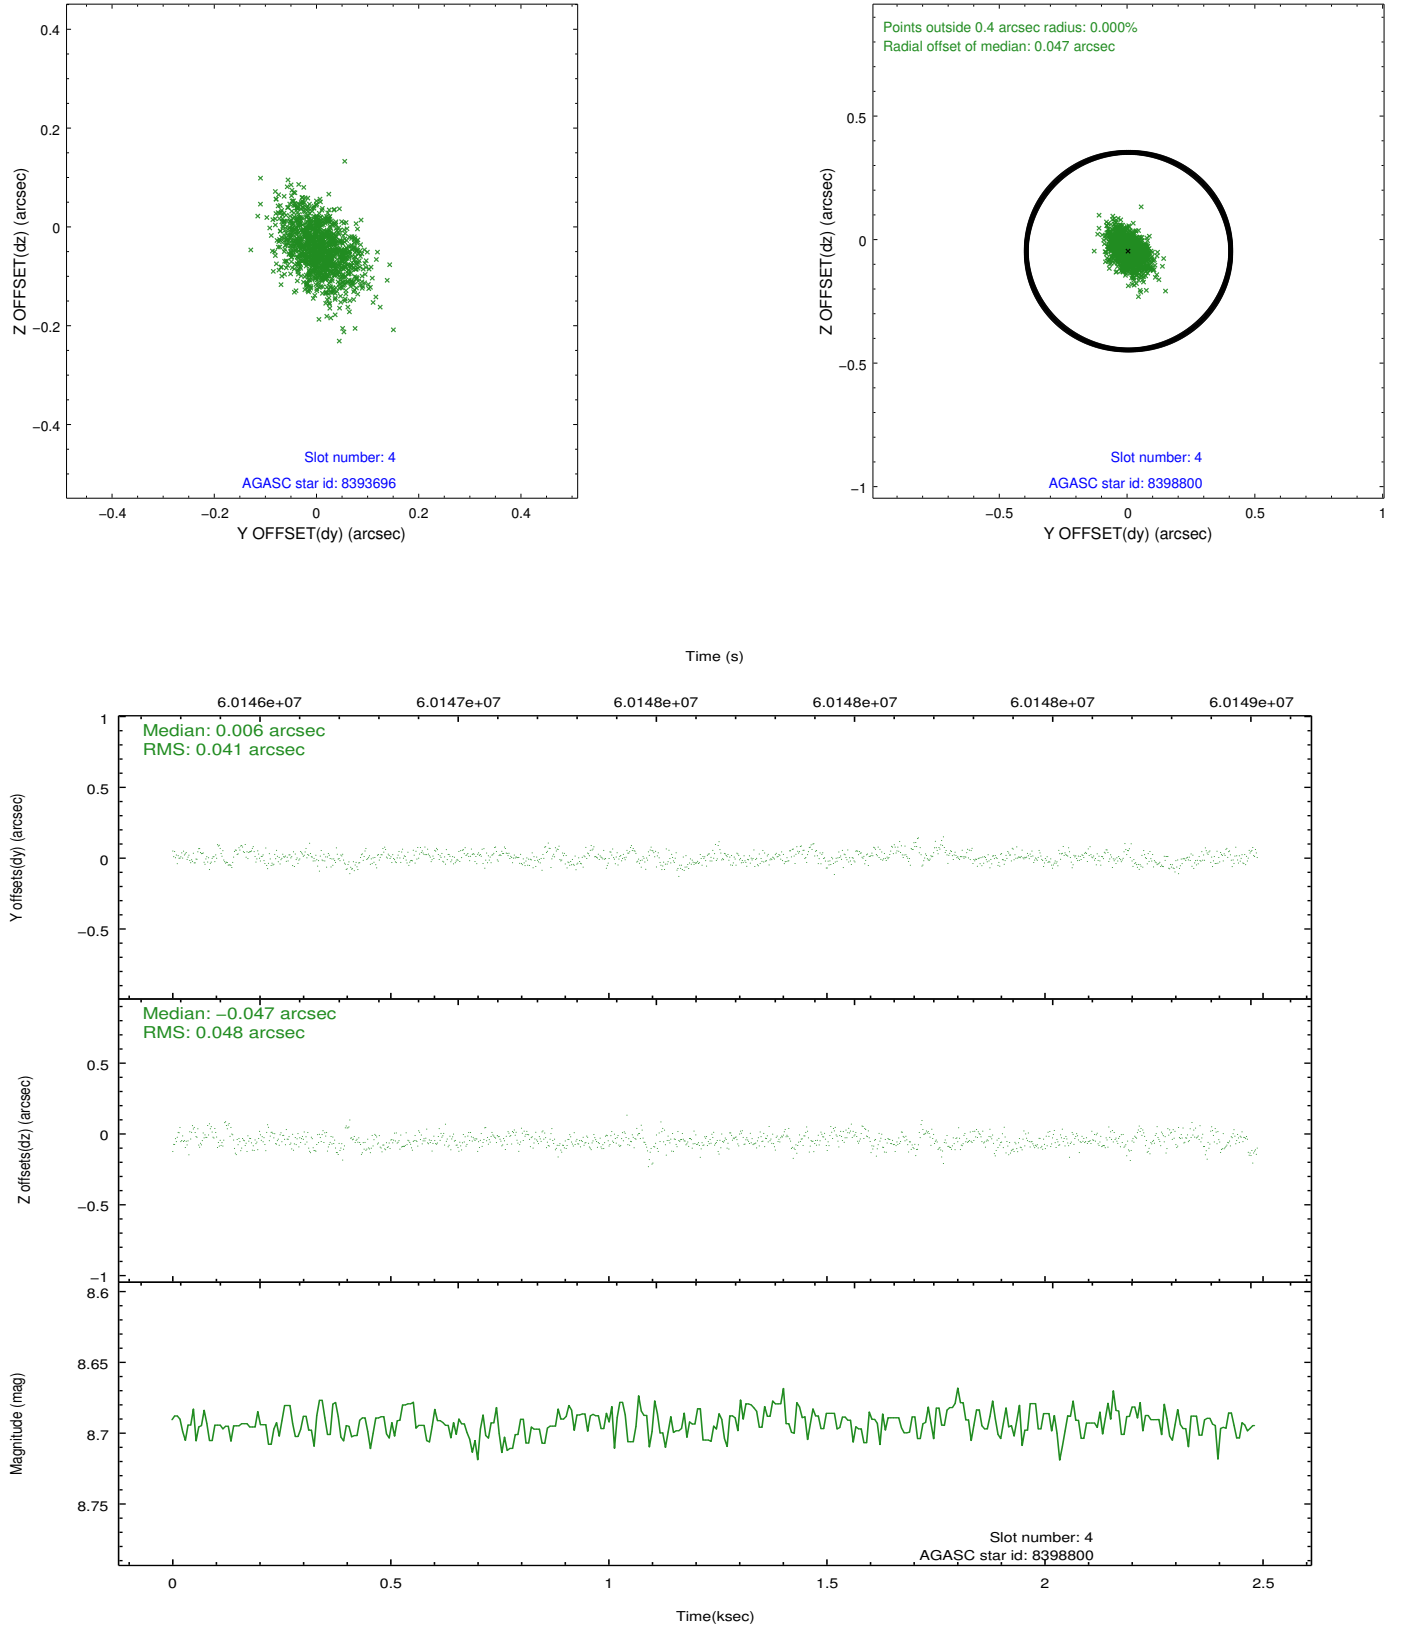 0.4
0.2
0
−0.2
−0.4
Z OFFSET(dz) (arcsec)
Slot number: 4
AGASC star id: 8393696
−0.4
−0.2
0
0.2
0.4
Y OFFSET(dy) (arcsec)
Points outside 0.4 arcsec radius: 0.000%
Radial offset of median: 0.047 arcsec
0.5
0
−0.5
−1
Z OFFSET(dz) (arcsec)
Slot number: 4
AGASC star id: 8398800
−0.5
0
0.5
1
Y OFFSET(dy) (arcsec)
Time (s)
6.0146e+07
6.0147e+07
6.0148e+07
6.0148e+07
6.0148e+07
6.0149e+07
Median: 0.006 arcsec
RMS: 0.041 arcsec
1
0.5
0
−0.5
Y offsets(dy) (arcsec)
Median: −0.047 arcsec
RMS: 0.048 arcsec
0.5
0
−0.5
−1
Z offsets(dz) (arcsec)
8.6
8.65
8.7
8.75
Magnitude (mag)
Slot number: 4
AGASC star id: 8398800
0
0.5
1
1.5
2
2.5
Time(ksec)